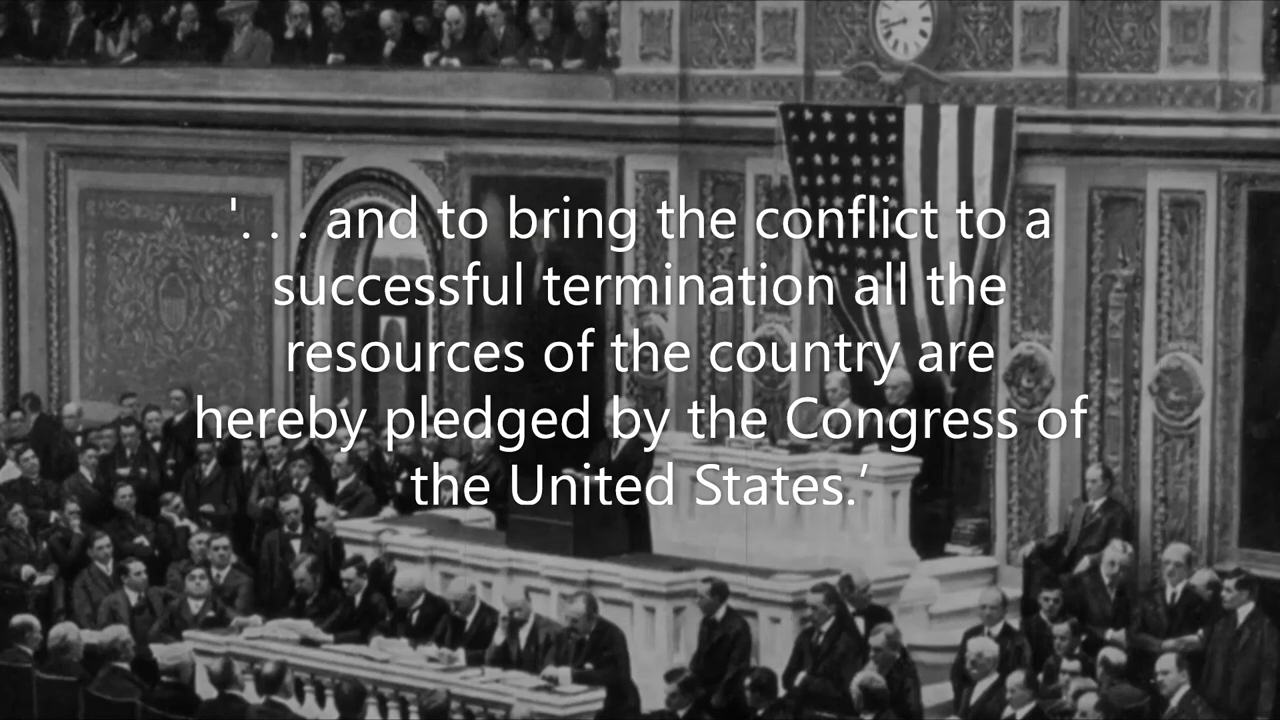 '. . . and to bring the conflict to a
successful termination all the
resources of the country are
hereby pledged by the Congress of
the United States.’